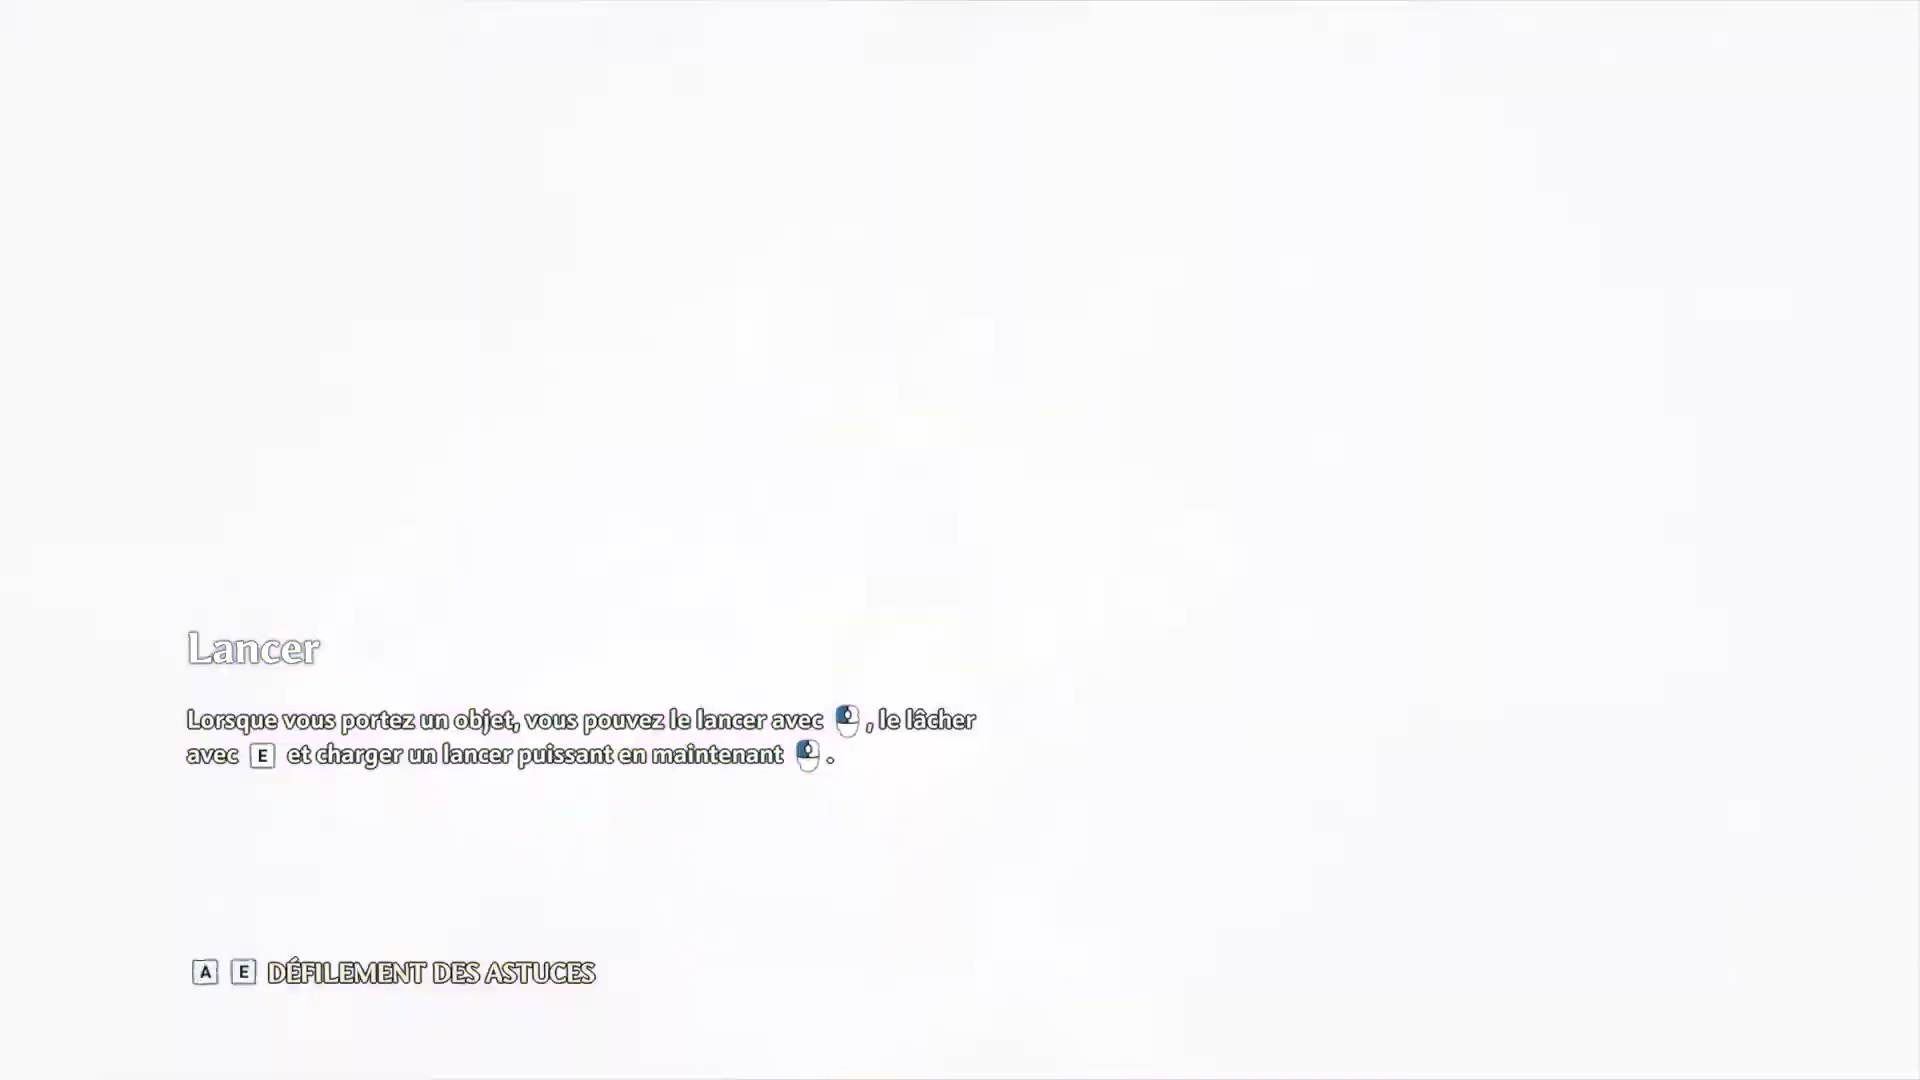 Lancer
Lorsque vous portez un objet, vous pouvez le lancer avec , le lâcher
avec E et charger un lancer puissant en maintenant .
A E DÉFILEMENT DES ASTUCES